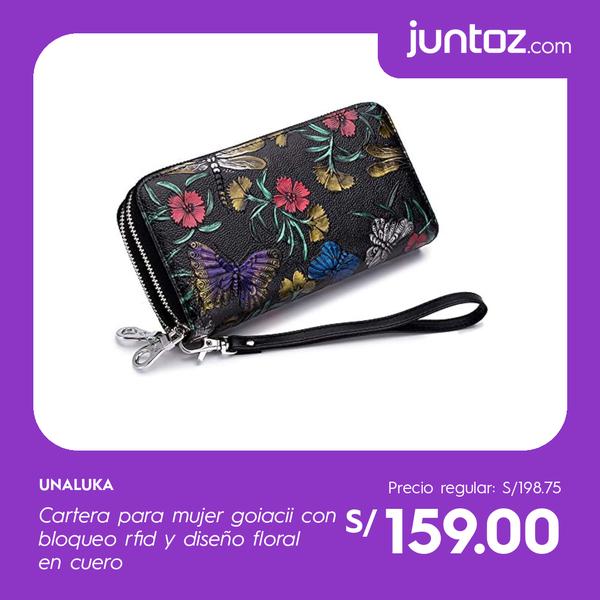 juntoz.com
UNALUKA
Cartera para mujer goiacii con
bloqueo rfid y diseño floral
en cuero
Precio regular: S/198.75
S/159.00